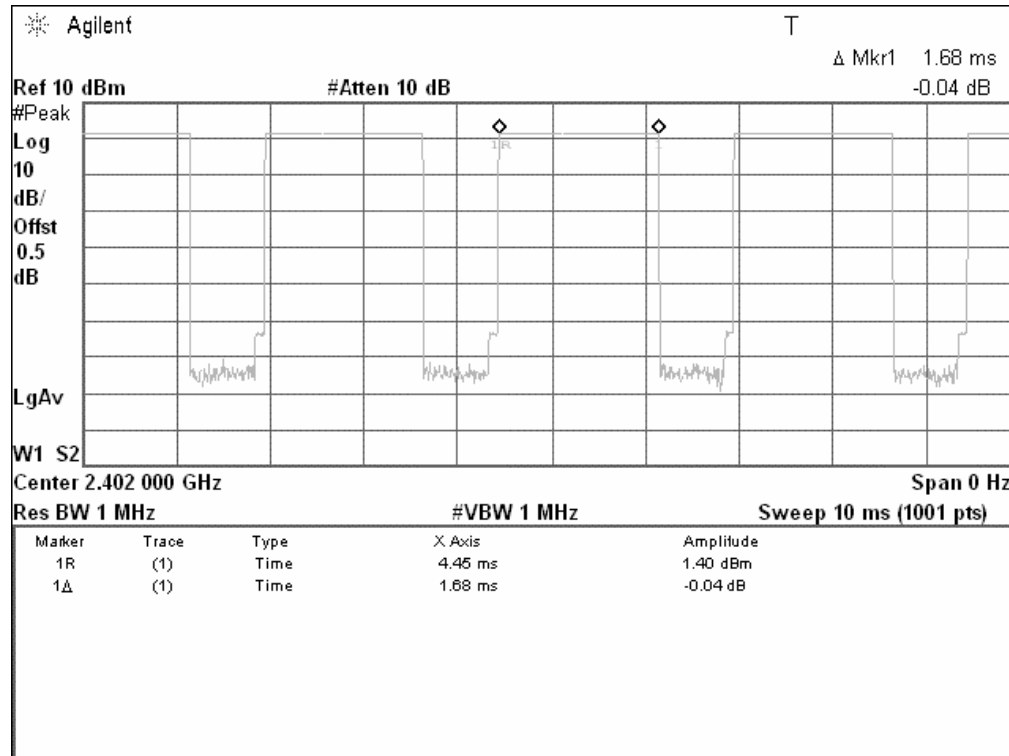 Agilent T
Δ Mkr1 1.68 ms
Ref 10 dBm #Atten 10 dB -0.04 dB
#Peak
Log
10
dB/
Offst
0.5
dB
1R 1
LgAv
W1 S2
Center 2.402 000 GHz Span 0 Hz
Res BW 1 MHz #VBW 1 MHz Sweep 10 ms (1001 pts)
Marker Trace Type X Axis Amplitude
1R (1) Time 4.45 ms 1.40 dBm
1Δ (1) Time 1.68 ms -0.04 dB